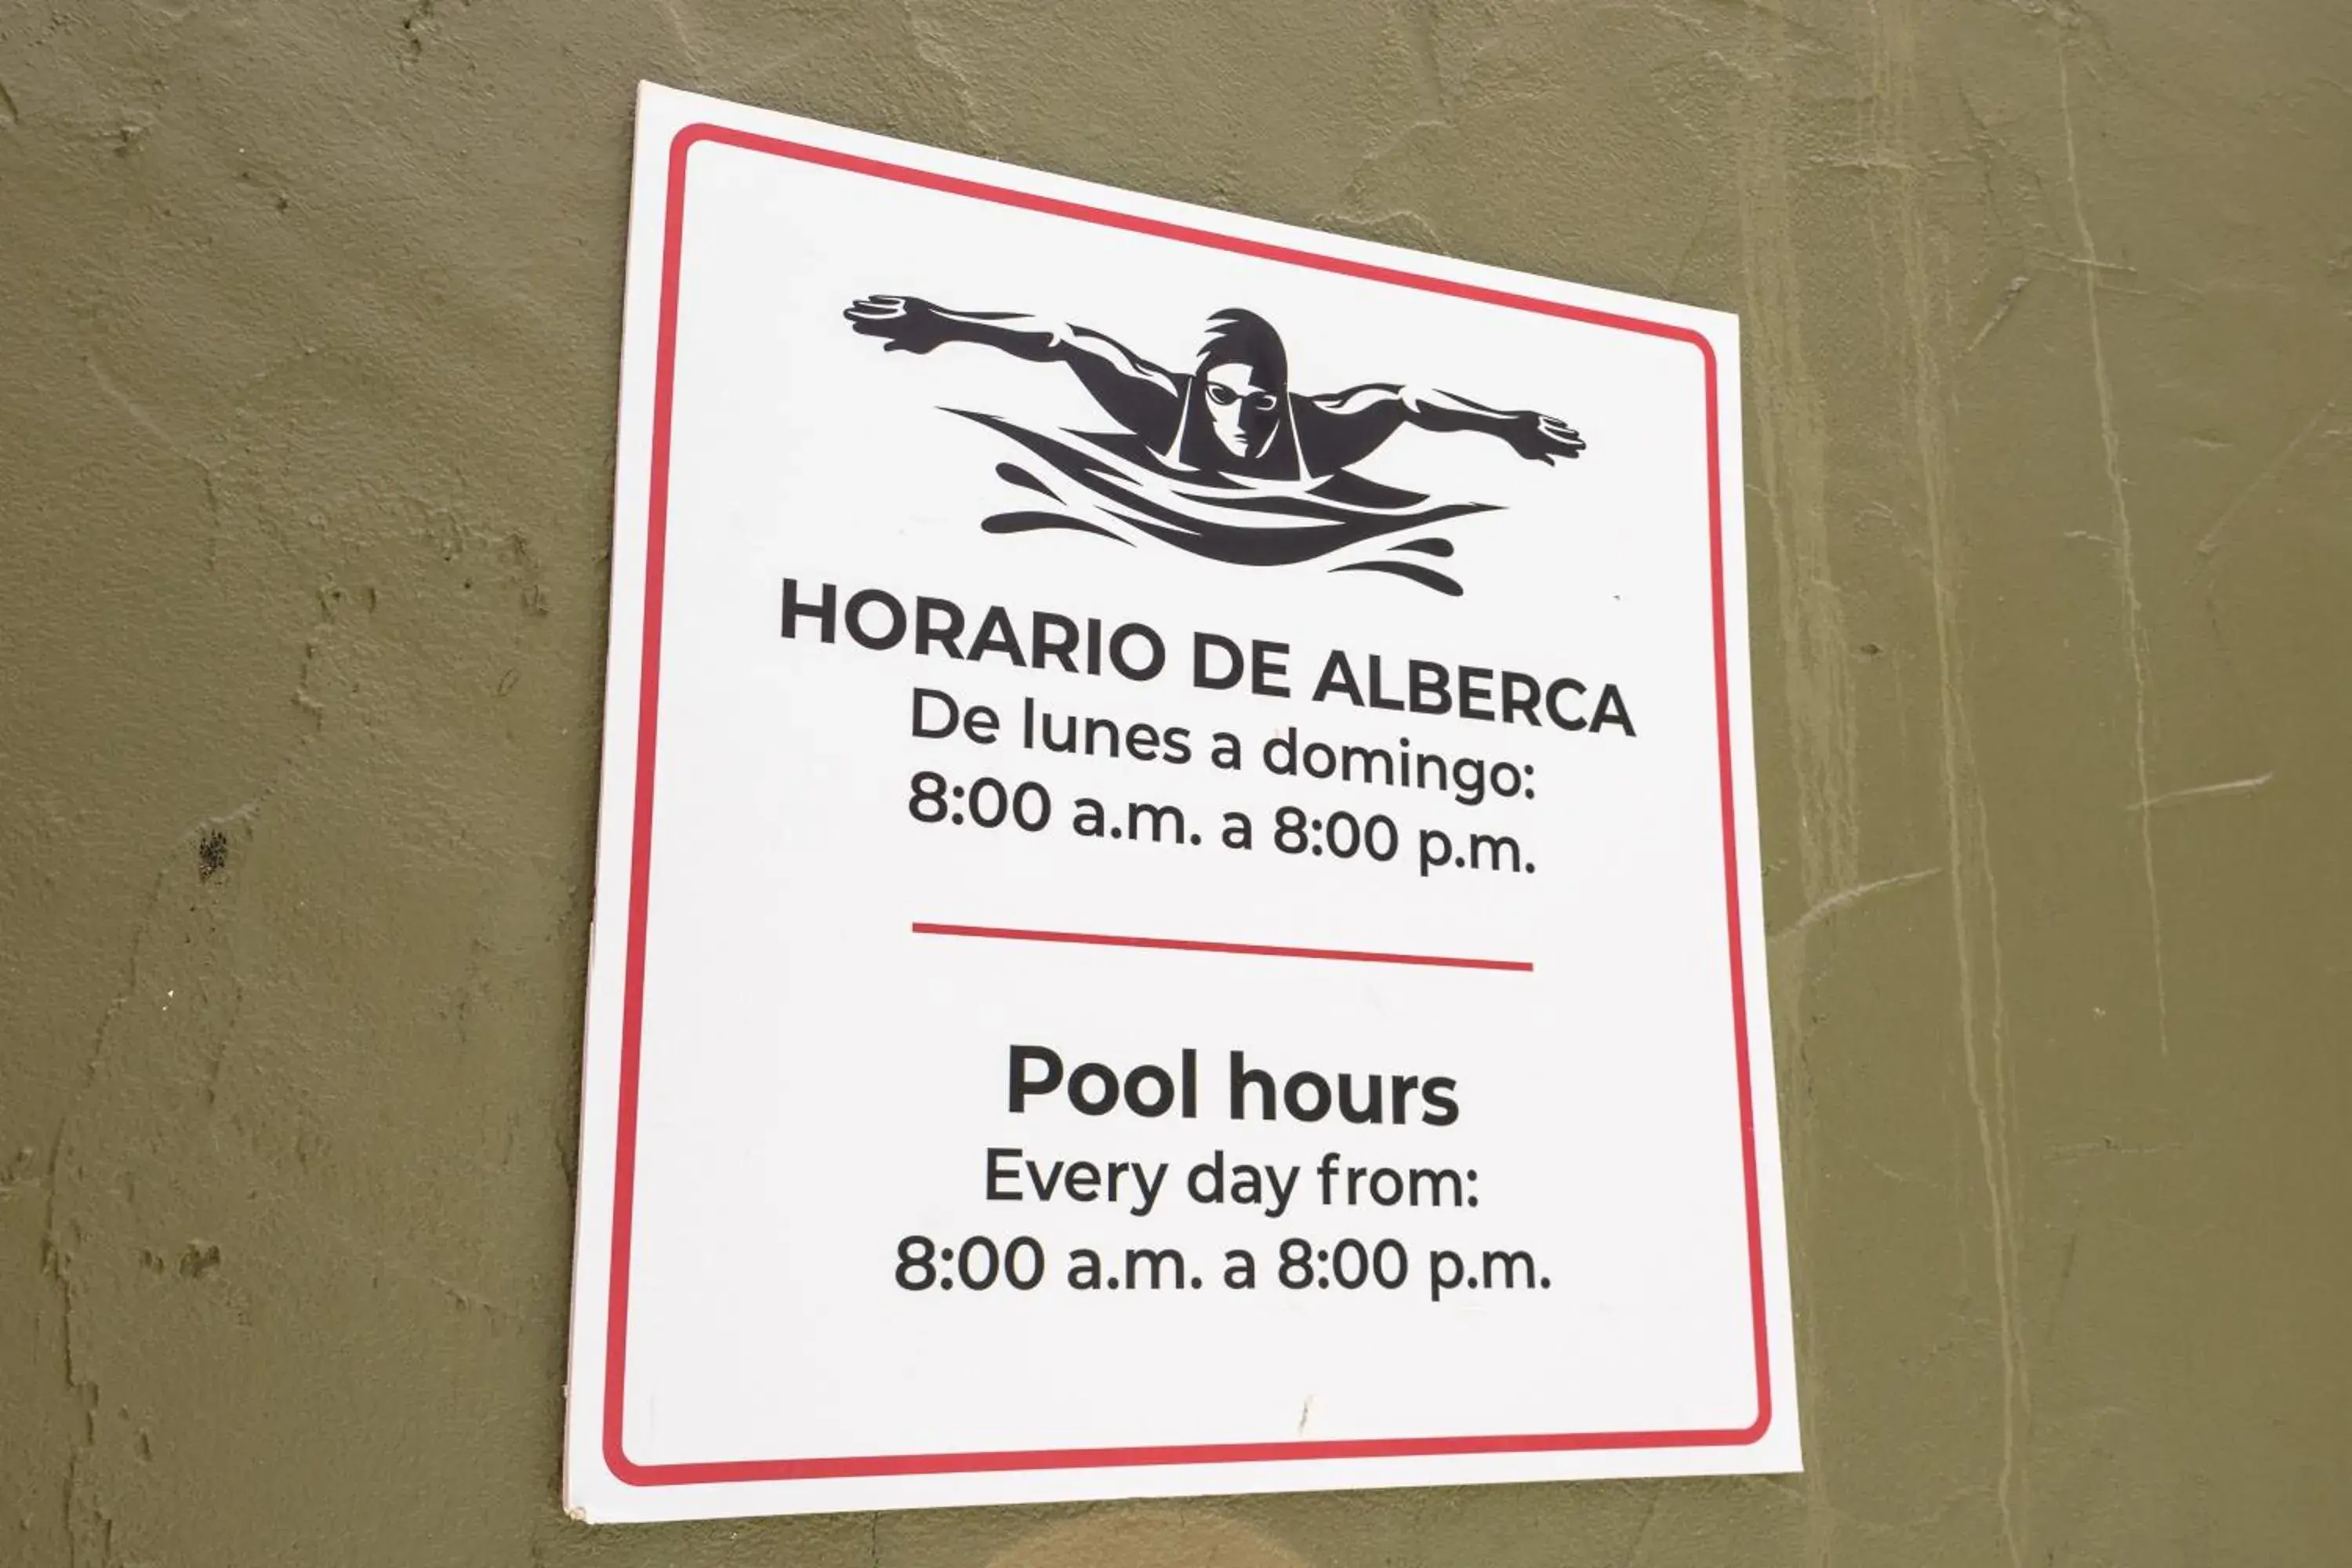 HORARIO DE ALBERCA
De lunes a domingo:
8:00 a.m. a 8:00 p.m.
Pool hours
Every day from:
8:00 a.m. a 8:00 p.m.